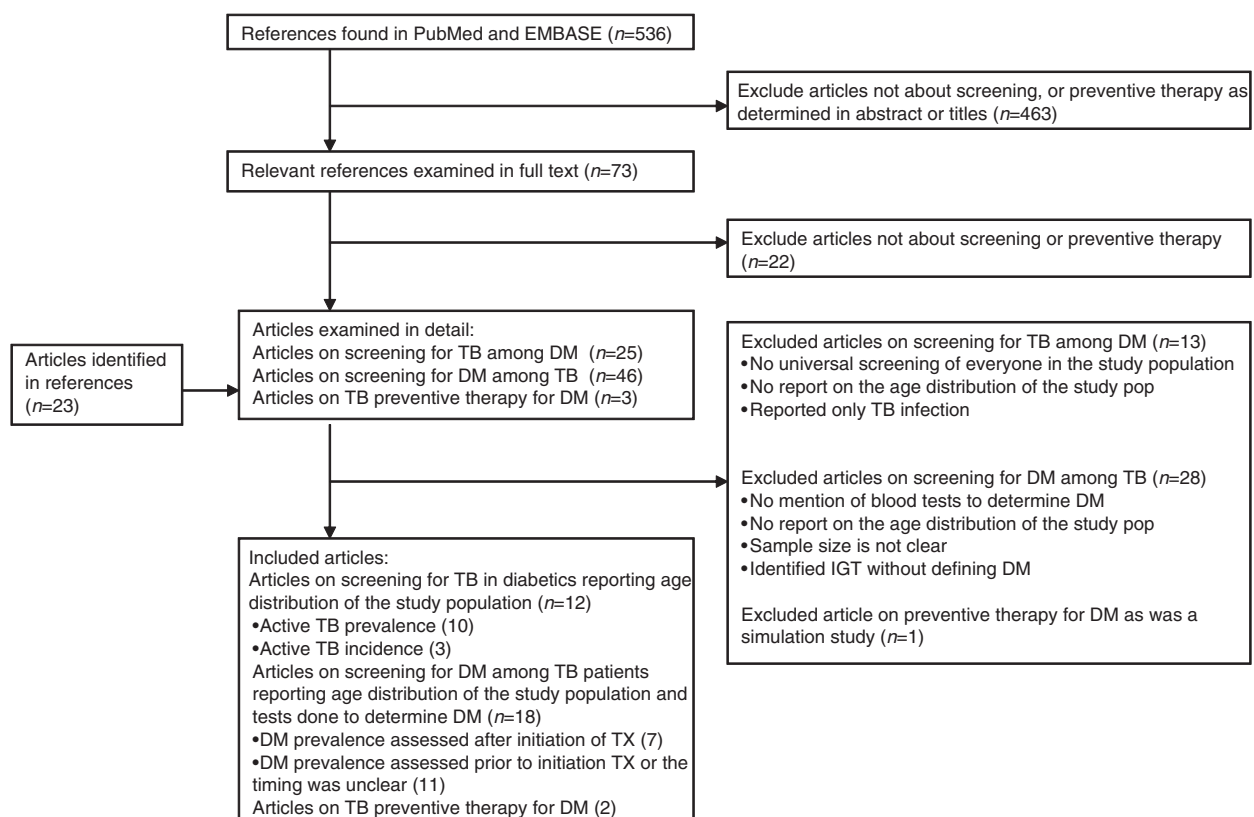 References found in PubMed and EMBASE (n=536)
Exclude articles not about screening, or preventive therapy as
determined in abstract or titles (n=463)
Relevant references examined in full text (n=73)
Exclude articles not about screening or preventive therapy
(n=22)
Articles identified
in references
(n=23)
Articles examined in detail:
Articles on screening for TB among DM (n=25)
Articles on screening for DM among TB (n=46)
Articles on TB preventive therapy for DM (n=3)
Excluded articles on screening for TB among DM (n=13)
•No universal screening of everyone in the study population
•No report on the age distribution of the study pop
•Reported only TB infection
Excluded articles on screening for DM among TB (n=28)
•No mention of blood tests to determine DM
•No report on the age distribution of the study pop
•Sample size is not clear
•Identified IGT without defining DM
Excluded article on preventive therapy for DM as was a
simulation study (n=1)
Included articles:
Articles on screening for TB in diabetics reporting age
distribution of the study population (n=12)
•Active TB prevalence (10)
•Active TB incidence (3)
Articles on screening for DM among TB patients
reporting age distribution of the study population and
tests done to determine DM (n=18)
•DM prevalence assessed after initiation of TX (7)
•DM prevalence assessed prior to initiation TX or the
timing was unclear (11)
Articles on TB preventive therapy for DM (2)